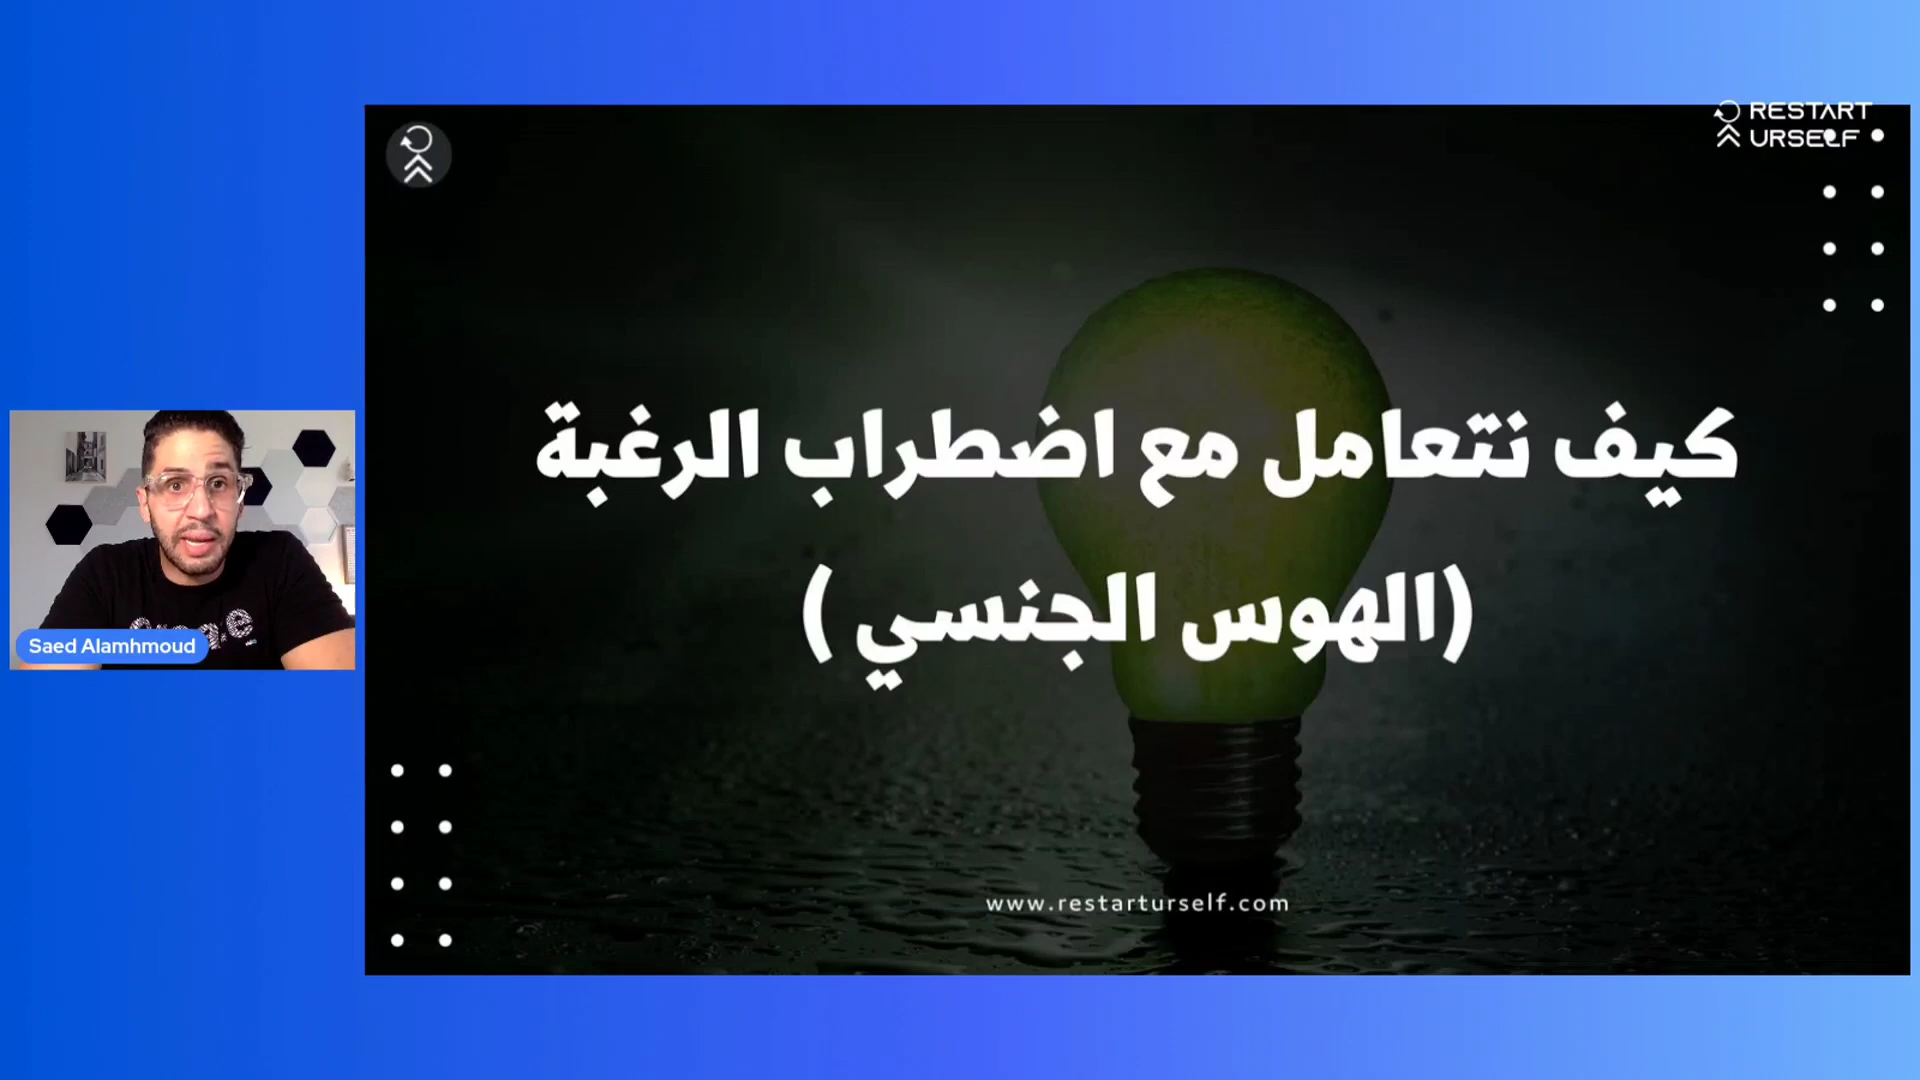 RESTART
URSELF
كيف نتعامل مع اضطراب الرغبة
(الهوس الجنسي )
Saed Alamhmoud
www.restarturself.com